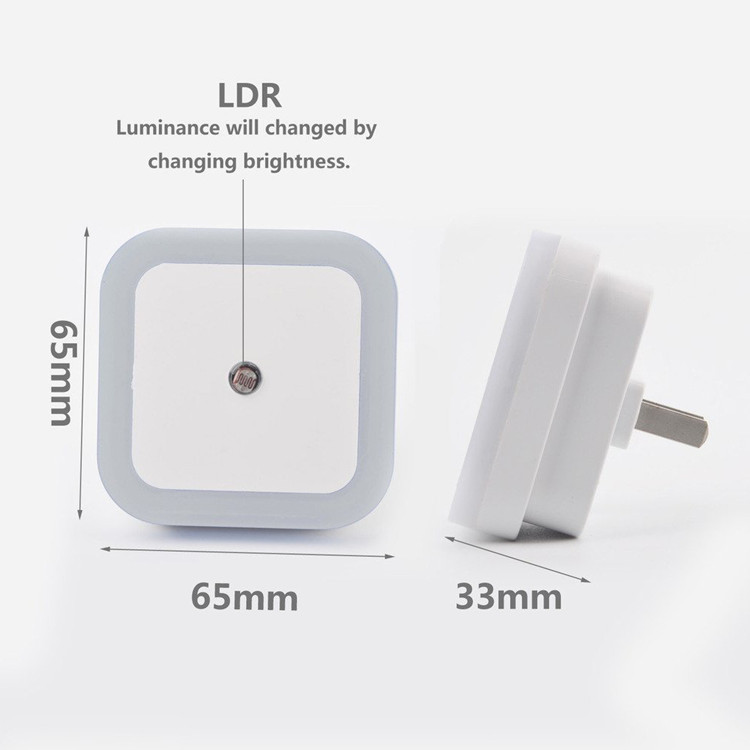 LDR
Luminance will changed by
changing brightness.
65mm
65mm
33mm